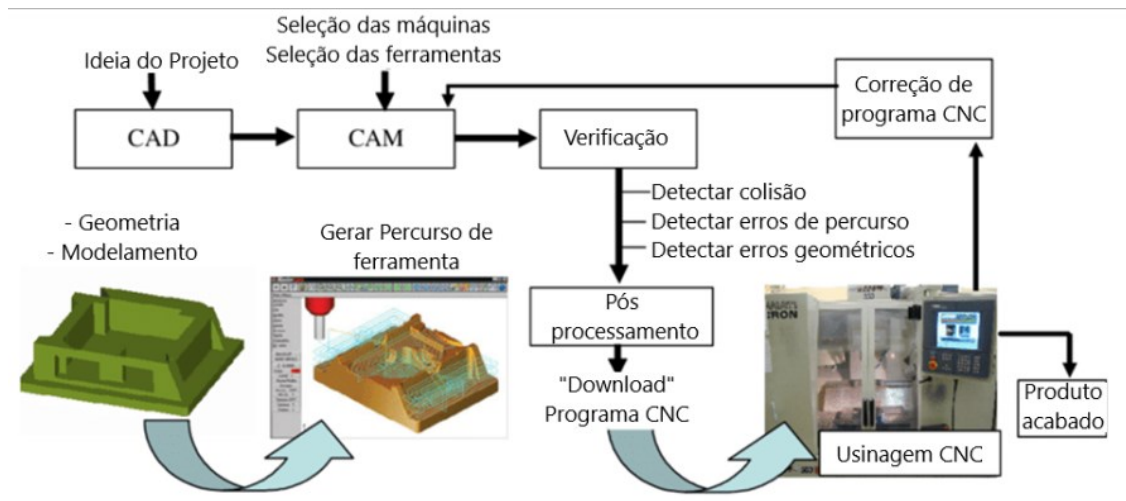 Seleção das máquinas
Seleção das ferramentas
Ideia do Projeto
CAD
CAM
Verificação
Correção de
programa CNC
Detectar colisão
Detectar erros de percurso
Detectar erros geométricos
- Geometria
- Modelamento
Gerar Percurso de
ferramenta
Pós
processamento
"Download"
Programa CNC
Usinagem CNC
Produto
acabado